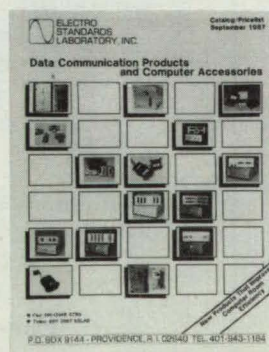 ELECTRO
STANDARDS
LABORATORY, INC.
Catalog/Pricelist
September 1987
Data Communication Products
and Computer Accessories
New Products That Improve
Computer Room
Efficiency
P.O. BOX 9144 - PROVIDENCE, R.I. 02940 TEL. 401-943-1164